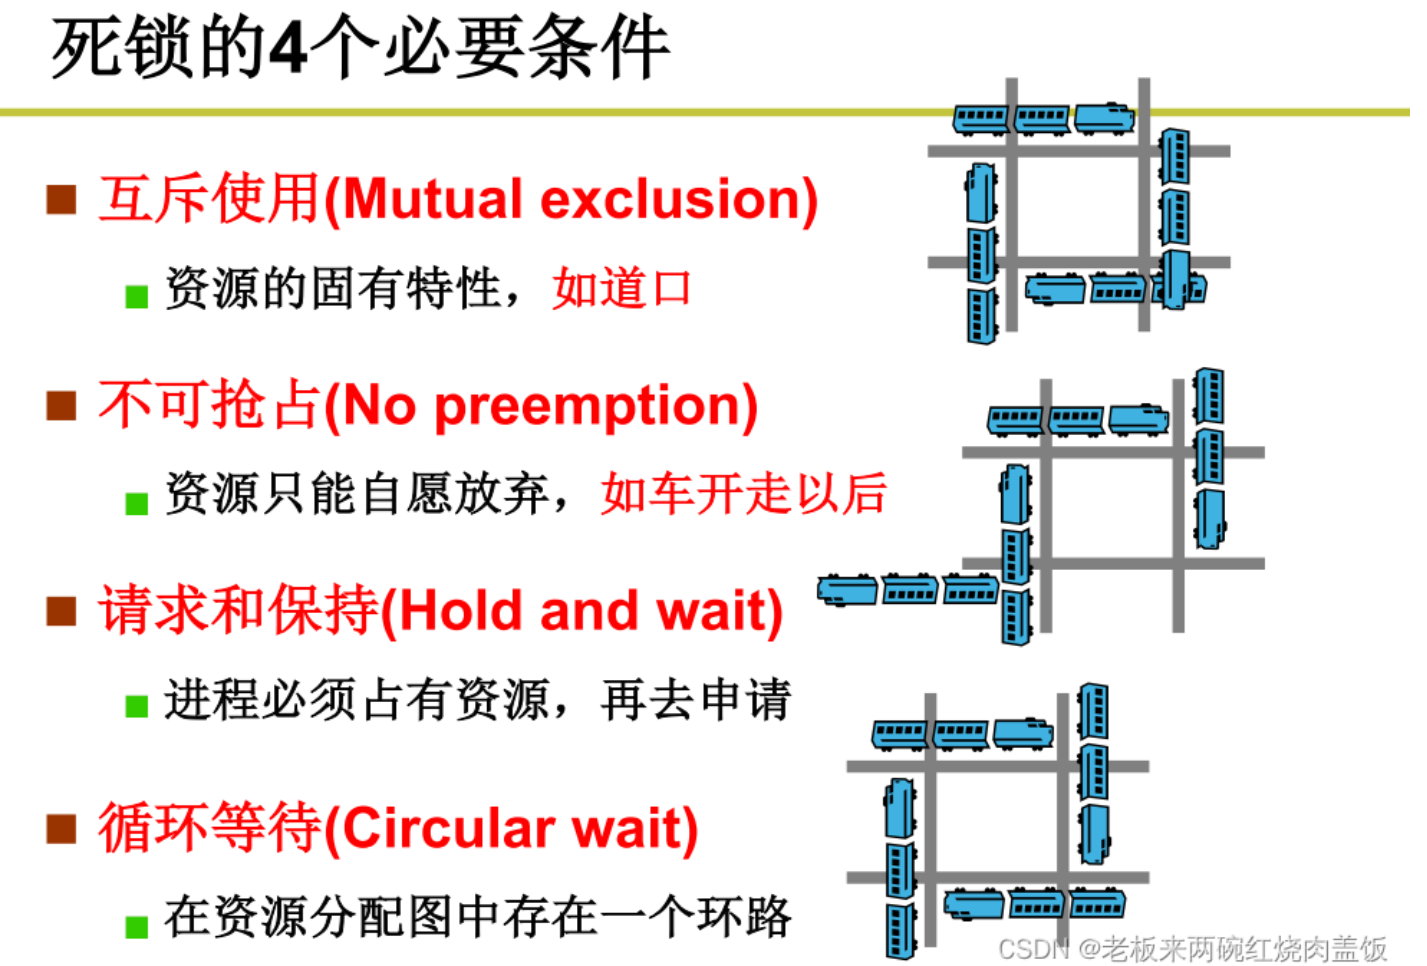 死锁的4个必要条件
互斥使用(Mutual exclusion)
资源的固有特性，如道口
不可抢占(No preemption)
资源只能自愿放弃，如车开走以后
请求和保持(Hold and wait)
进程必须占有资源，再去申请
循环等待(Circular wait)
在资源分配图中存在一个环路
CSDN @老板来两碗红烧肉盖饭